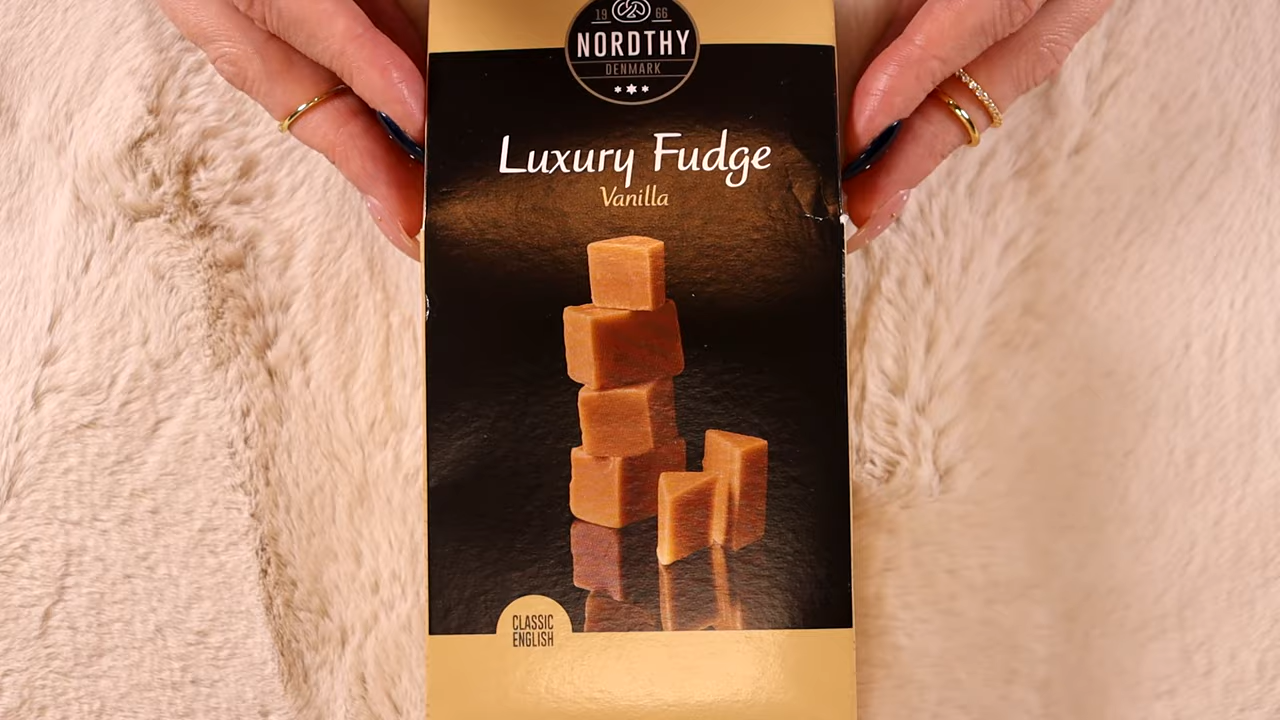 19 66
NORDTHY
DENMARK
Luxury Fudge
Vanilla
CLASSIC
ENGLISH